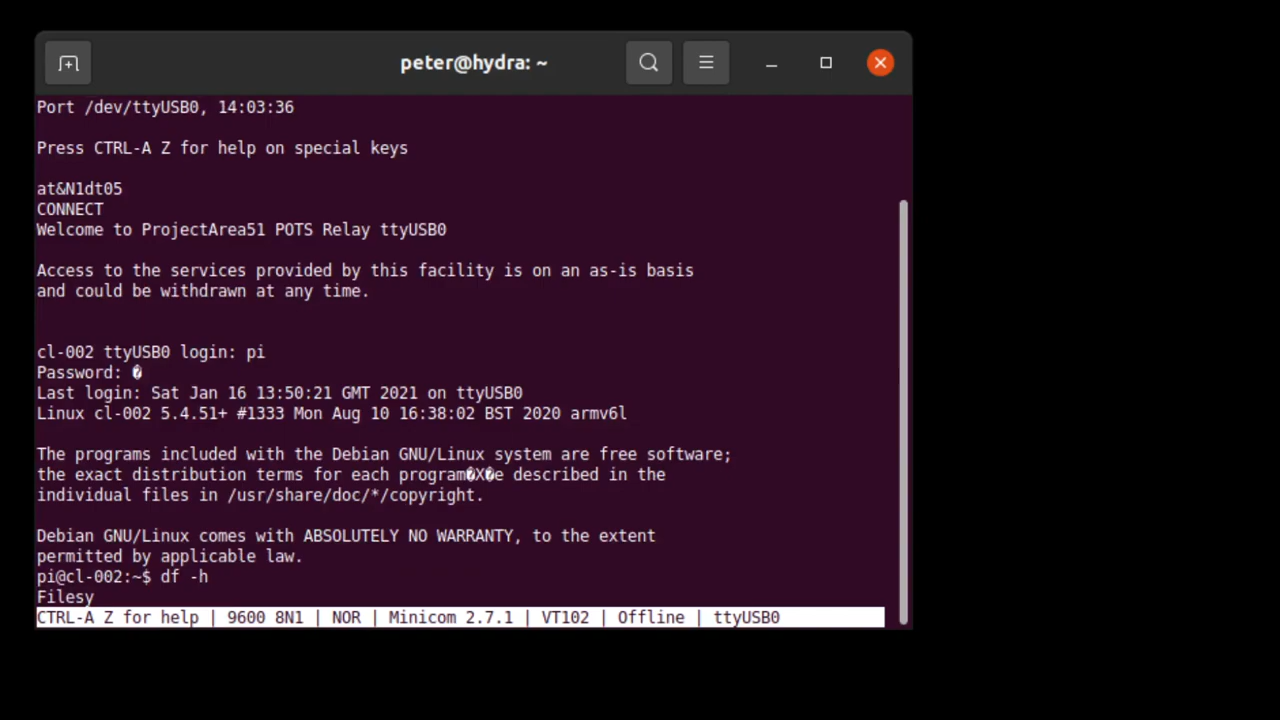 peter@hydra: ~
Port /dev/ttyUSB0, 14:03:36
Press CTRL-A Z for help on special keys
at&N1dt05
CONNECT
Welcome to ProjectArea51 POTS Relay ttyUSB0
Access to the services provided by this facility is on an as-is basis
and could be withdrawn at any time.
cl-002 ttyUSB0 login: pi
Password: �
Last login: Sat Jan 16 13:50:21 GMT 2021 on ttyUSB0
Linux cl-002 5.4.51+ #1333 Mon Aug 10 16:38:02 BST 2020 armv6l
The programs included with the Debian GNU/Linux system are free software;
the exact distribution terms for each program�X�e described in the
individual files in /usr/share/doc/*/copyright.
Debian GNU/Linux comes with ABSOLUTELY NO WARRANTY, to the extent
permitted by applicable law.
pi@cl-002:~$ df -h
Filesy
CTRL-A Z for help | 9600 8N1 | NOR | Minicom 2.7.1 | VT102 | Offline | ttyUSB0